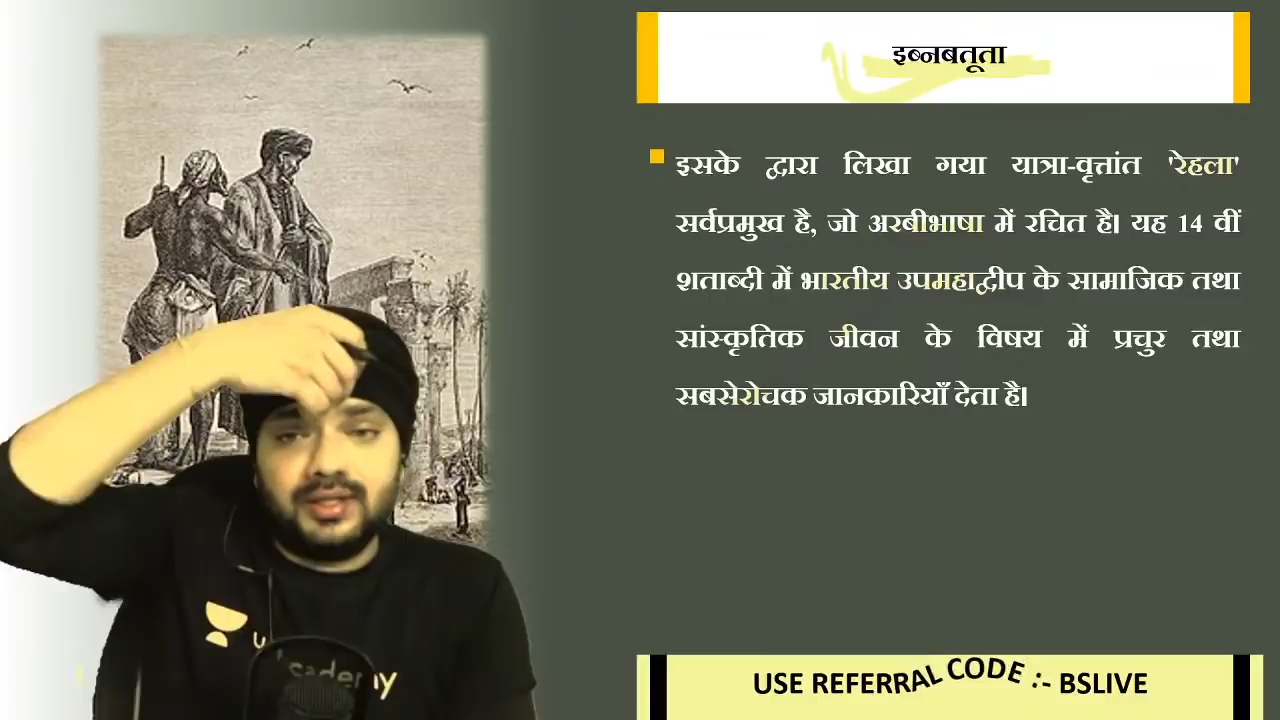 इब्नबतूता
इसके द्वारा लिखा गया यात्रा-वृत्तांत 'रेहला'
सर्वप्रमुख है, जो अरबीभाषा में रचित है। यह 14 वीं
शताब्दी में भारतीय उपमहाद्वीप के सामाजिक तथा
सांस्कृतिक जीवन के विषय में प्रचुर तथा
सबसेरोचक जानकारियाँ देता है।
USE REFERRAL CODE :- BSLIVE